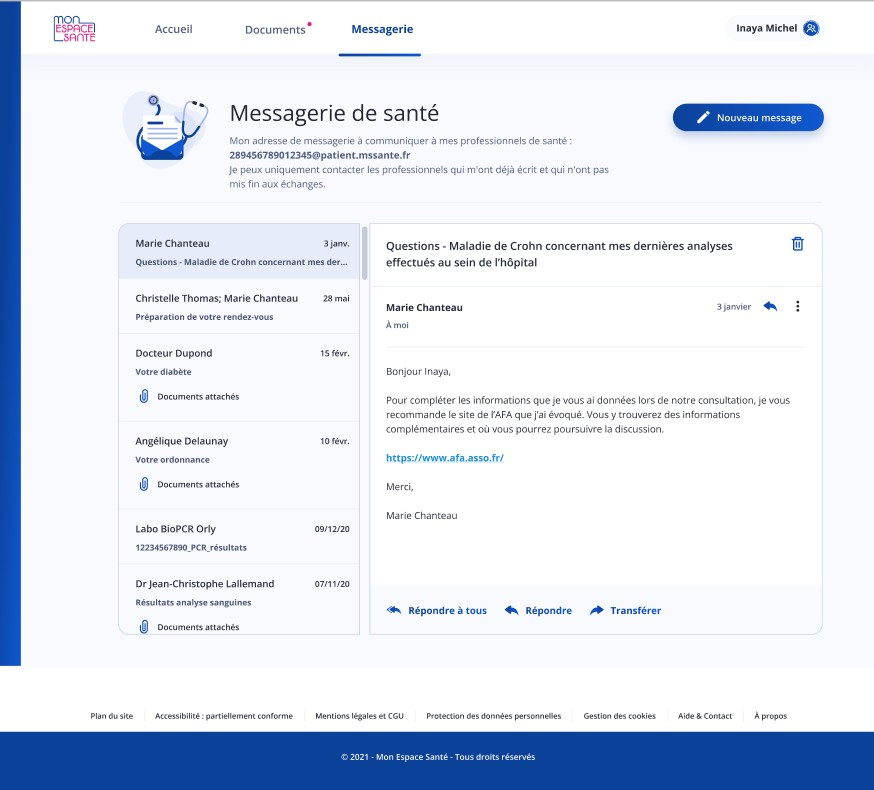 MON
ESPACE
SANTÉ
Accueil
Documents
Messagerie
Inaya Michel
Messagerie de santé
Mon adresse de messagerie à communiquer à mes professionnels de santé :
289456789012345@patient.mssante.fr
Je peux uniquement contacter les professionnels qui m'ont déjà écrit et qui n'ont pas
mis fin aux échanges.
Nouveau message
Marie Chanteau 3 janv.
Questions - Maladie de Crohn concernant mes der...
Christelle Thomas; Marie Chanteau 28 mai
Préparation de votre rendez-vous
Docteur Dupond 15 févr.
Votre diabète
Documents attachés
Angélique Delaunay 10 févr.
Votre ordonnance
Documents attachés
Labo BioPCR Orly 09/12/20
12234567890_PCR_résultats
Dr Jean-Christophe Lallemand 07/11/20
Résultats analyse sanguines
Documents attachés
Questions - Maladie de Crohn concernant mes dernières analyses
effectués au sein de l'hôpital
Marie Chanteau 3 janvier
À moi
Bonjour Inaya,
Pour compléter les informations que je vous ai données lors de notre consultation, je vous
recommande le site de l'AFA que j'ai évoqué. Vous y trouverez des informations
complémentaires et où vous pourrez poursuivre la discussion.
https://www.afa.asso.fr/
Merci,
Marie Chanteau
Répondre à tous Répondre Transférer
Plan du site Accessibilité : partiellement conforme Mentions légales et CGU Protection des données personnelles Gestion des cookies Aide & Contact À propos
© 2021 - Mon Espace Santé - Tous droits réservés